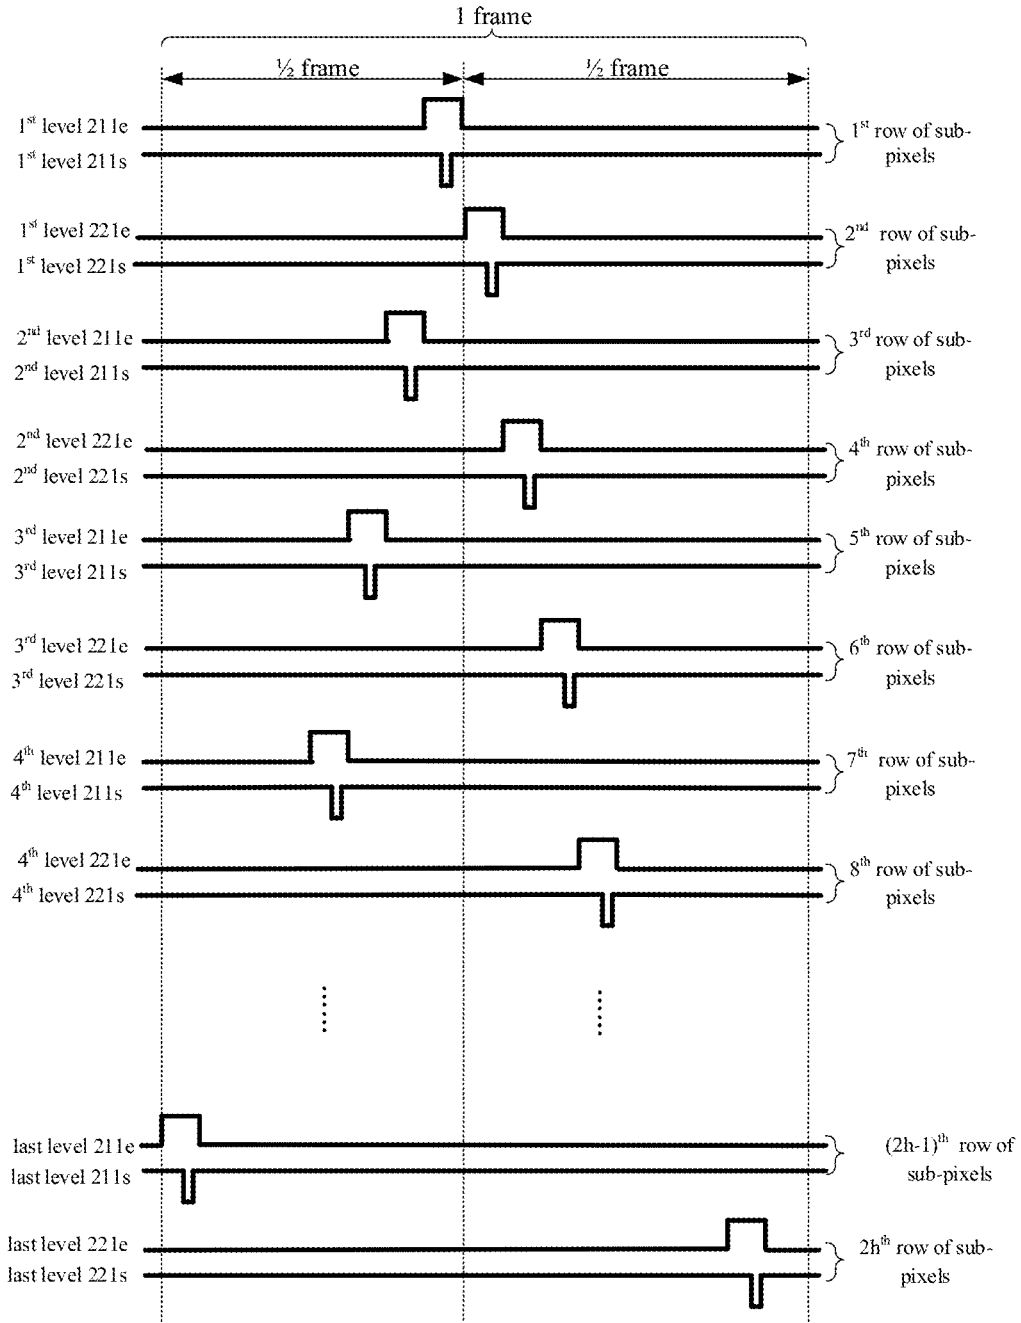 1 frame
½ frame
½ frame
1st level 211e
1st level 211s
1st row of sub-
pixels
1st level 221e
1st level 221s
2nd row of sub-
pixels
2nd level 211e
2nd level 211s
3rd row of sub-
pixels
2nd level 221e
2nd level 221s
4th row of sub-
pixels
3rd level 211e
3rd level 211s
5th row of sub-
pixels
3rd level 221e
3rd level 221s
6th row of sub-
pixels
4th level 211e
4th level 211s
7th row of sub-
pixels
4th level 221e
4th level 221s
8th row of sub-
pixels
last level 211e
last level 211s
(2h-1)th row of
sub-pixels
last level 221e
last level 221s
2hth row of sub-
pixels